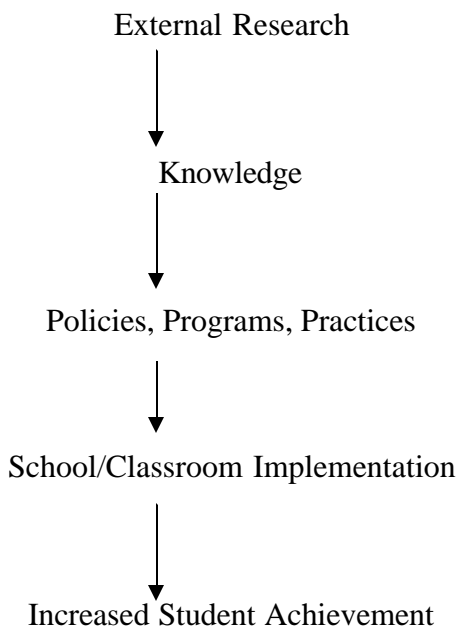 External Research
Knowledge
Policies, Programs, Practices
School/Classroom Implementation
Increased Student Achievement